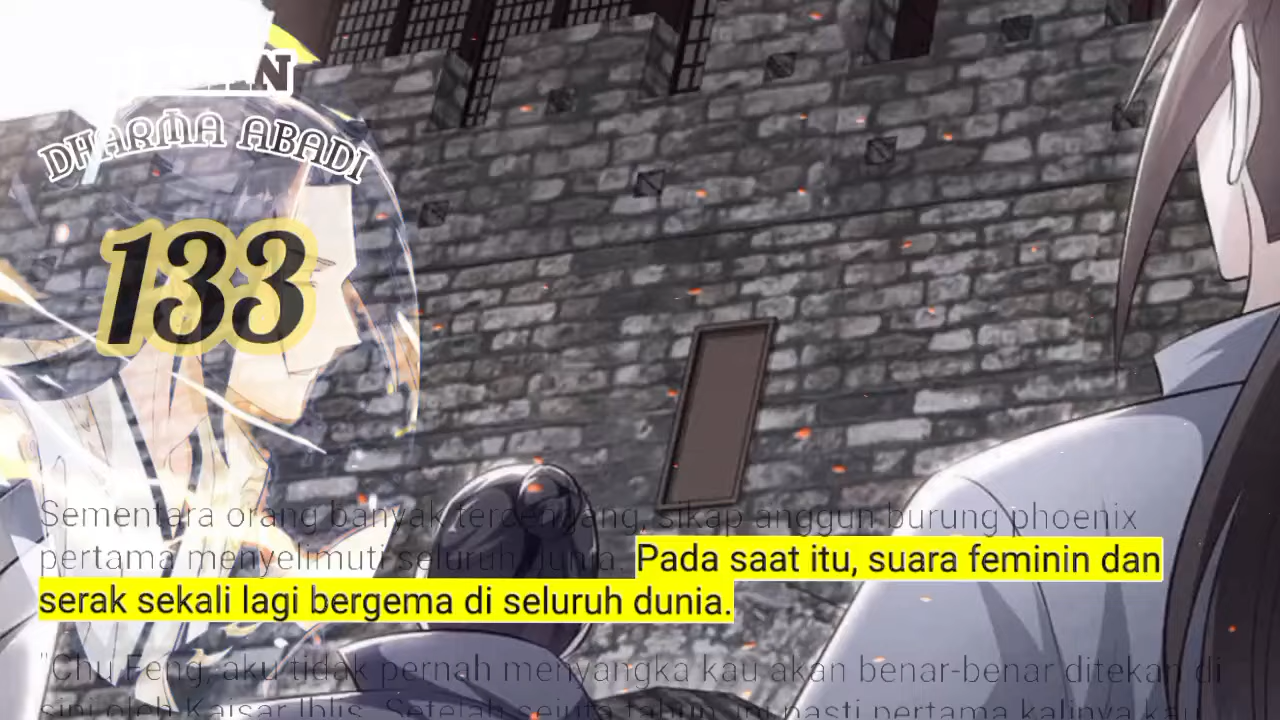 DHARMA ABADI
133
Sementara orang banyak tercengang, sikap anggun burung phoenix
pertama menyelimuti seluruh dunia. Pada saat itu, suara feminin dan
serak sekali lagi bergema di seluruh dunia.
"Chu Feng, aku tidak pernah menyangka kau akan benar-benar ditekan di
sini oleh Kaisar Iblis. Setelah sejuta tahun, ini pasti pertama kalinya kau